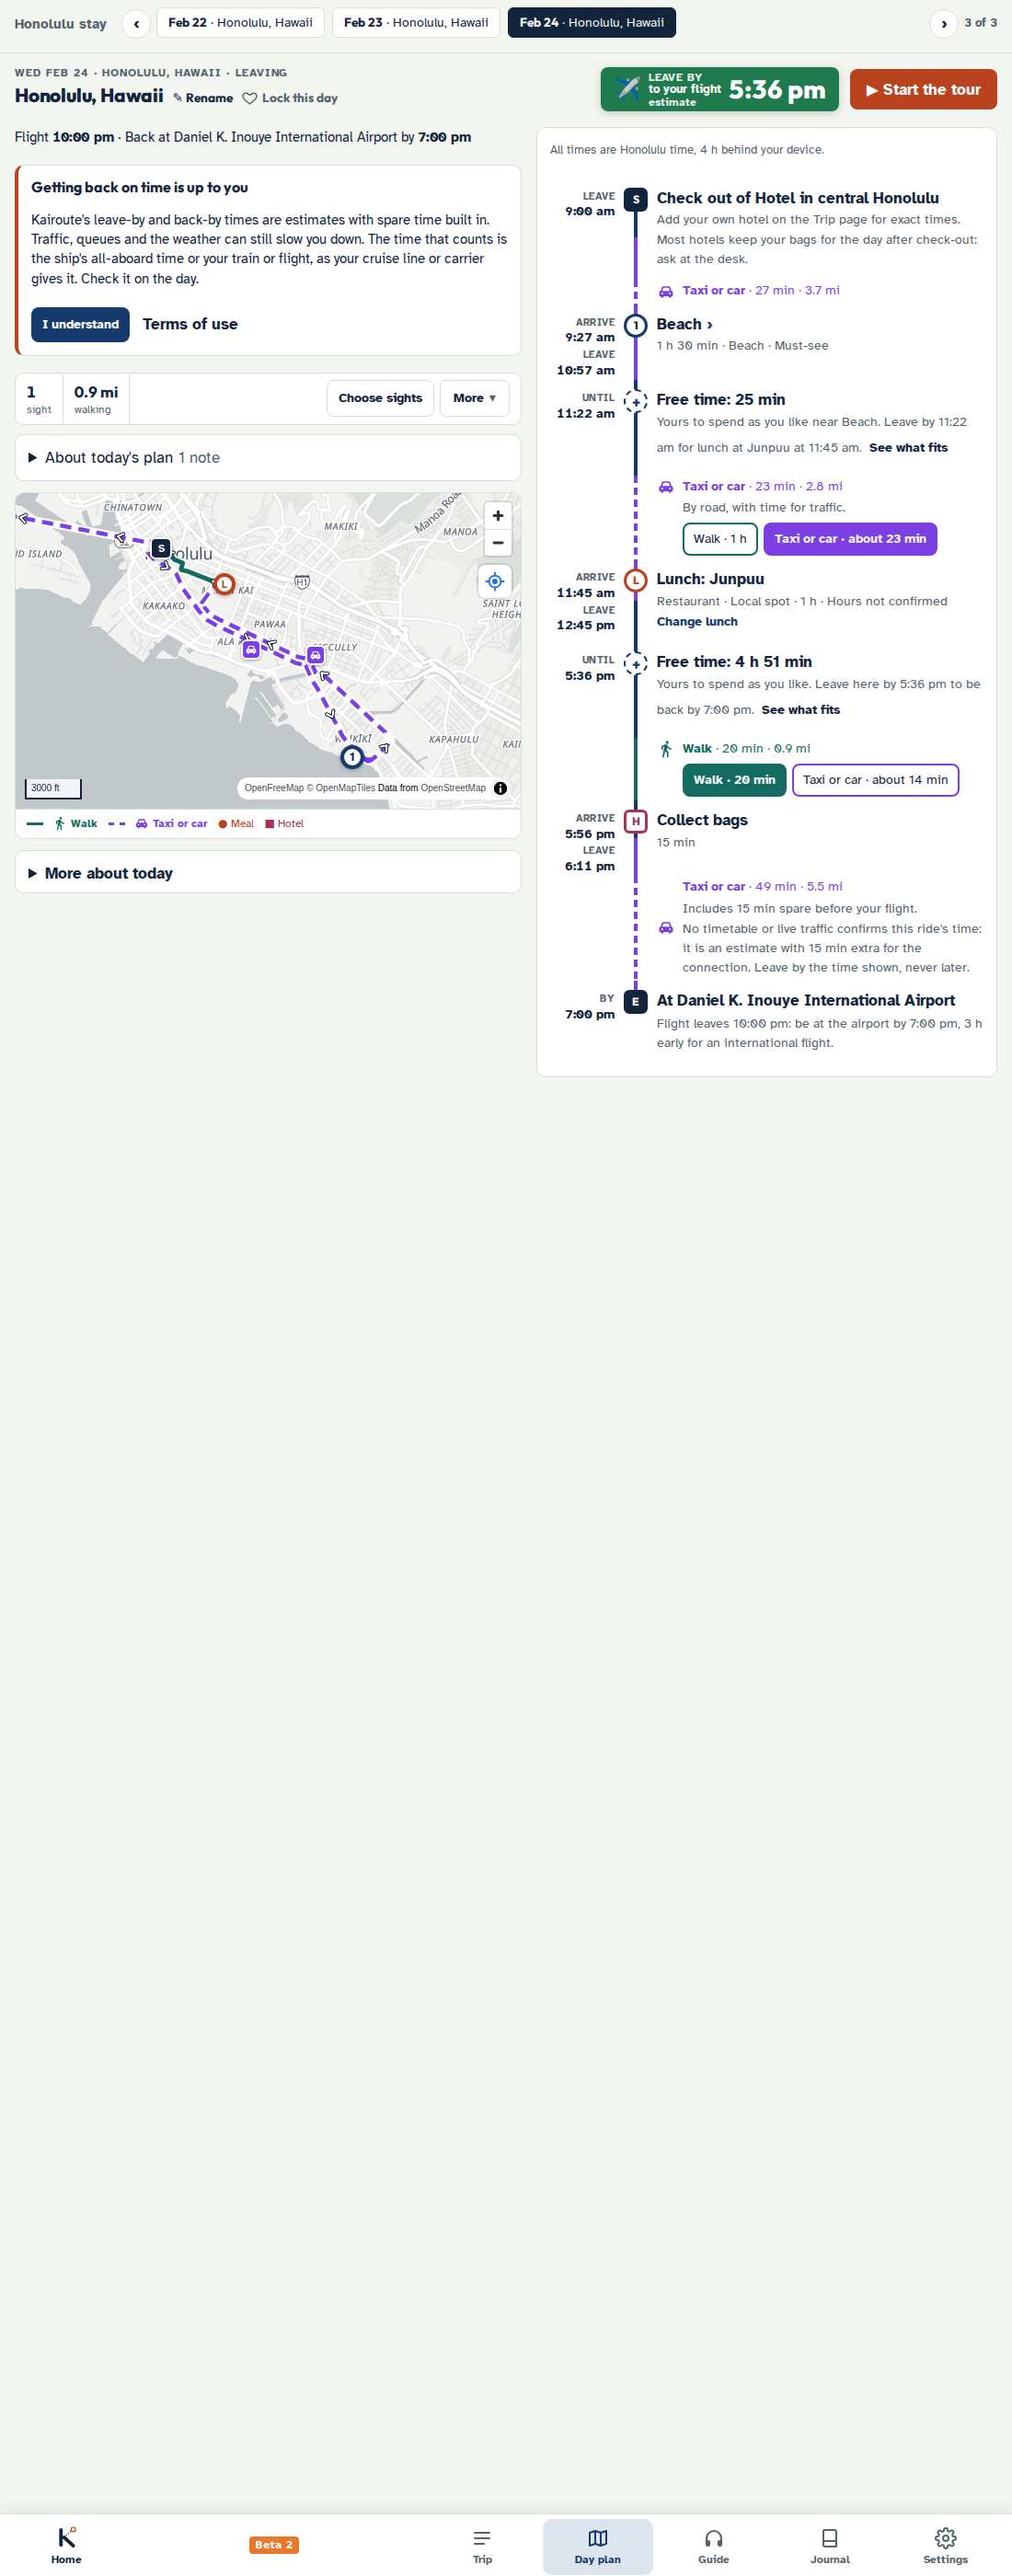 Honolulu stay
‹
Feb 22 · Honolulu, Hawaii
Feb 23 · Honolulu, Hawaii
Feb 24 · Honolulu, Hawaii
›
3 of 3
WED FEB 24 · HONOLULU, HAWAII · LEAVING
Honolulu, Hawaii
✎ Rename
Lock this day
LEAVE BY
to your flight
estimate
5:36 pm
▶ Start the tour
Flight 10:00 pm · Back at Daniel K. Inouye International Airport by 7:00 pm
Getting back on time is up to you
Kairoute's leave-by and back-by times are estimates with spare time built in.
Traffic, queues and the weather can still slow you down. The time that counts is
the ship's all-aboard time or your train or flight, as your cruise line or carrier
gives it. Check it on the day.
I understand
Terms of use
1
sight
0.9 mi
walking
Choose sights
More ▼
▶ About today's plan 1 note
CHINATOWN
MAKIKI
Manoa Roa
MANOA
D ISLAND
S
olulu
L
KAI
H1
KAKAAKO
SAINT L
HEIGH
PAWAA
ALA
CCULLY
KAPAHULU
KAI
1
3000 ft
OpenFreeMap © OpenMapTiles Data from OpenStreetMap
+
−
Walk
Taxi or car
Meal
Hotel
▶ More about today
All times are Honolulu time, 4 h behind your device.
LEAVE
9:00 am
S
Check out of Hotel in central Honolulu
Add your own hotel on the Trip page for exact times.
Most hotels keep your bags for the day after check-out:
ask at the desk.
Taxi or car · 27 min · 3.7 mi
ARRIVE
9:27 am
LEAVE
10:57 am
1
Beach ›
1 h 30 min · Beach · Must-see
UNTIL
11:22 am
+
Free time: 25 min
Yours to spend as you like near Beach. Leave by 11:22
am for lunch at Junpuu at 11:45 am. See what fits
Taxi or car · 23 min · 2.8 mi
By road, with time for traffic.
Walk · 1 h
Taxi or car · about 23 min
ARRIVE
11:45 am
LEAVE
12:45 pm
L
Lunch: Junpuu
Restaurant · Local spot · 1 h · Hours not confirmed
Change lunch
UNTIL
5:36 pm
+
Free time: 4 h 51 min
Yours to spend as you like. Leave here by 5:36 pm to be
back by 7:00 pm. See what fits
Walk · 20 min · 0.9 mi
Walk · 20 min
Taxi or car · about 14 min
ARRIVE
5:56 pm
LEAVE
6:11 pm
H
Collect bags
15 min
Taxi or car · 49 min · 5.5 mi
Includes 15 min spare before your flight.
No timetable or live traffic confirms this ride's time:
it is an estimate with 15 min extra for the
connection. Leave by the time shown, never later.
BY
7:00 pm
E
At Daniel K. Inouye International Airport
Flight leaves 10:00 pm: be at the airport by 7:00 pm, 3 h
early for an international flight.
Home
Beta 2
Trip
Day plan
Guide
Journal
Settings